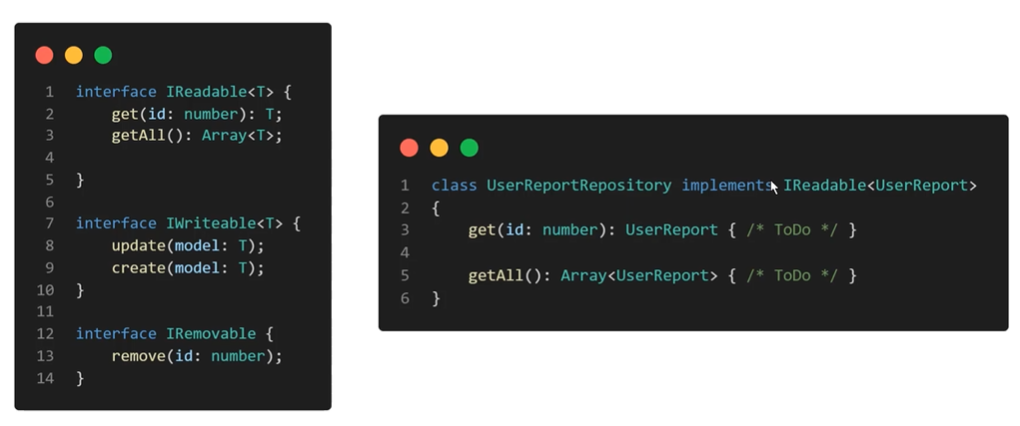 1 interface IReadable<T> {
2     get(id: number): T;
3     getAll(): Array<T>;
4
5 }
6
7 interface IWriteable<T> {
8     update(model: T);
9     create(model: T);
10 }
11
12 interface IRemovable {
13     remove(id: number);
14 }
1 class UserReportRepository implements IReadable<UserReport>
2 {
3     get(id: number): UserReport { /* ToDo */ }
4
5     getAll(): Array<UserReport> { /* ToDo */ }
6 }